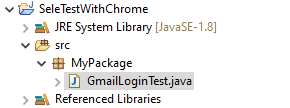 SeleTestWithChrome
JRE System Library [JavaSE-1.8]
src
MyPackage
GmailLoginTest.java
Referenced Libraries